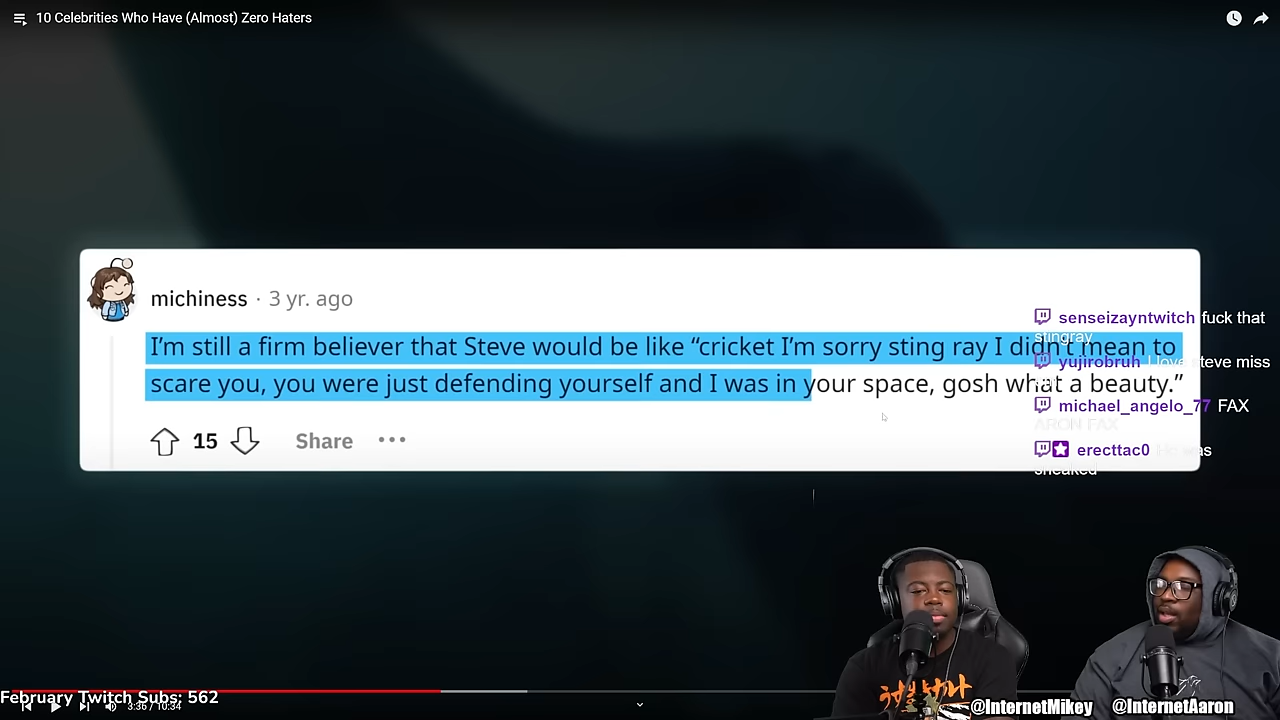 10 Celebrities Who Have (Almost) Zero Haters
michiness · 3 yr. ago
I'm still a firm believer that Steve would be like “cricket I'm sorry sting ray I didn't mean to
scare you, you were just defending yourself and I was in your space, gosh what a beauty.”
15 Share •••
senseizayntwitch fuck that
stingray
yujirobruh I love steve miss
michael_angelo_77 FAX
ARON FAX
erecttac0 He was
sneaked
February Twitch Subs: 562
3:36 / 10:34
@InternetMikey
@InternetAaron